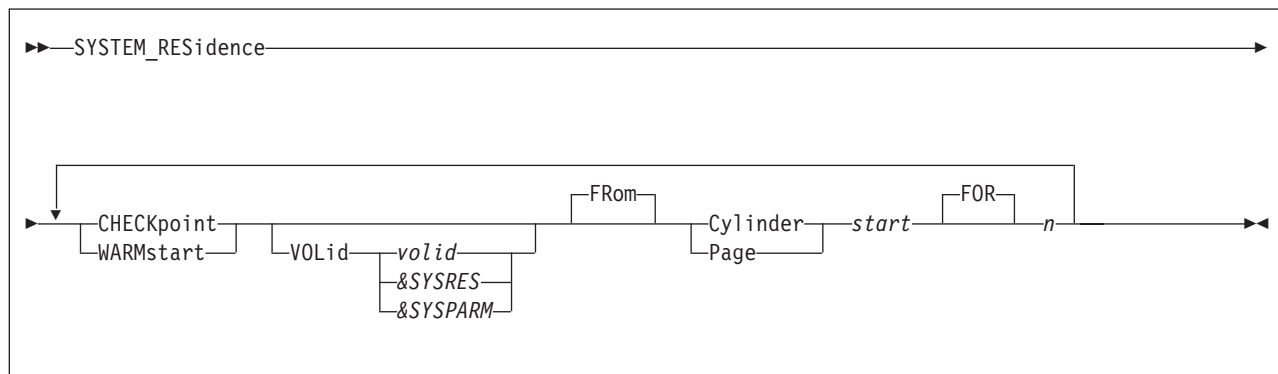 SYSTEM_RESidence
FRom FOR
CHECKpoint Cylinder start n
WARMstart VOLid volid Page
&SYSRES
&SYSPARM